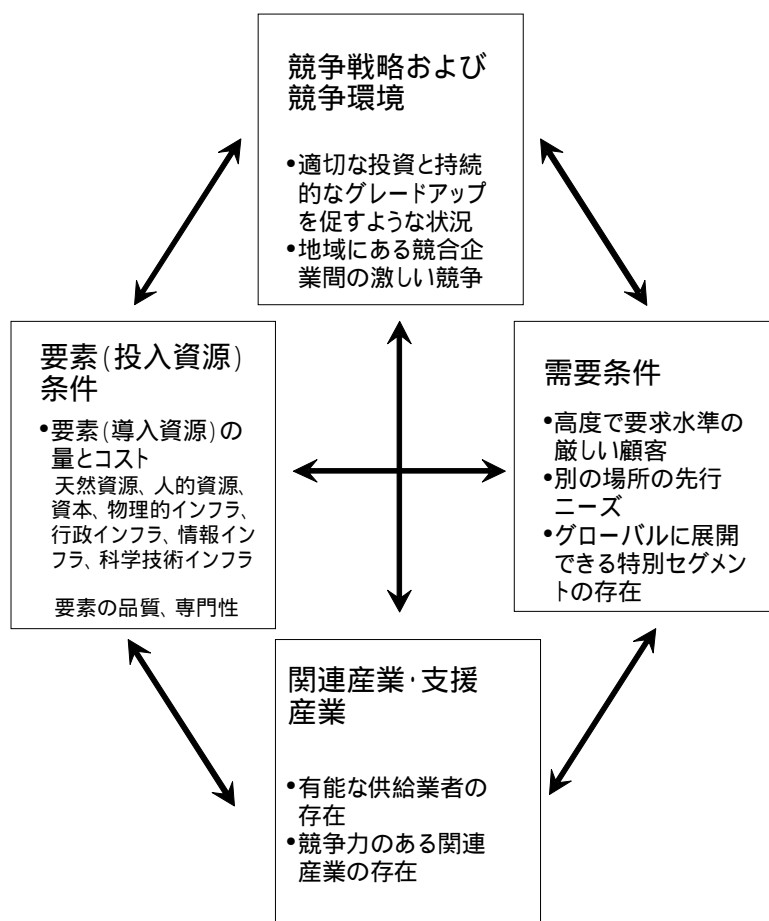 競争戦略および
競争環境
•適切な投資と持続
的なグレードアップ
を促すような状況
•地域にある競合企
業間の激しい競争
要素(投入資源)
条件
•要素(導入資源)の
量とコスト
天然資源、人的資源、
資本、物理的インフラ、
行政インフラ、情報イン
フラ、科学技術インフラ
要素の品質、専門性
需要条件
•高度で要求水準の
厳しい顧客
•別の場所の先行
ニーズ
•グローバルに展開
できる特別セグメン
トの存在
関連産業・支援
産業
•有能な供給業者の
存在
•競争力のある関連
産業の存在